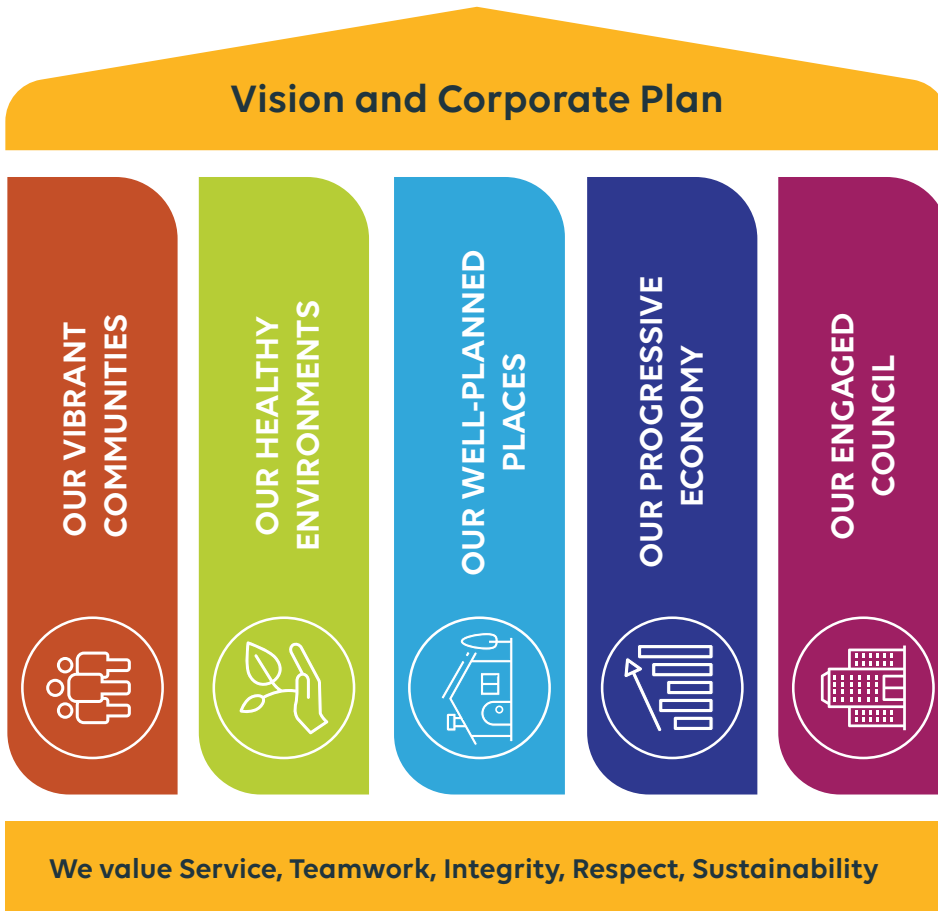 Vision and Corporate Plan
OUR VIBRANT
COMMUNITIES
OUR HEALTHY
ENVIRONMENTS
OUR WELL-PLANNED
PLACES
OUR PROGRESSIVE
ECONOMY
OUR ENGAGED
COUNCIL
We value Service, Teamwork, Integrity, Respect, Sustainability